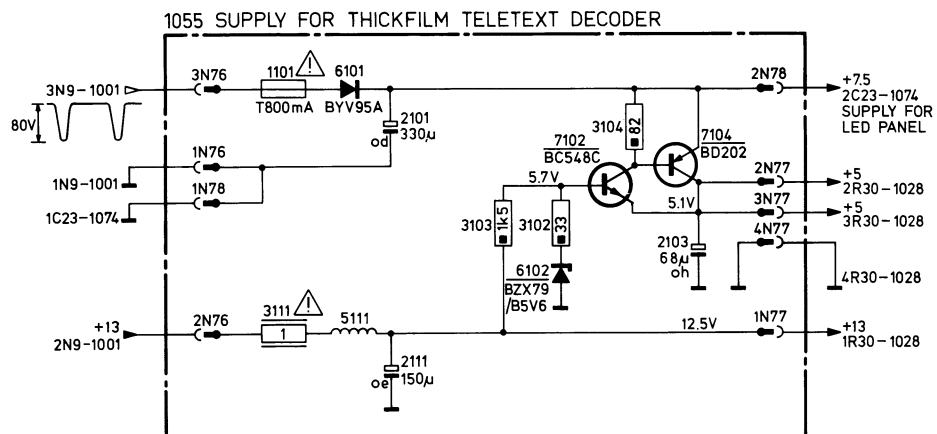 1055 SUPPLY FOR THICKFILM TELETEXT DECODER
3N9-1001
80V
3N76
1101
T800mA
6101
BYV95A
2101
330µ
od
1N76
1N9-1001
1N78
1C23-1074
3104
82
7102
BC548C
7104
BD202
5.7V
5.1V
3103
1k5
3102
33
6102
BZX79
/B5V6
2103
68µ
oh
2N78
+7.5
2C23-1074
SUPPLY FOR
LED PANEL
2N77
+5
2R30-1028
3N77
+5
3R30-1028
4N77
4R30-1028
+13
2N9-1001
2N76
3111
1
5111
2111
150µ
oe
12.5V
1N77
+13
1R30-1028